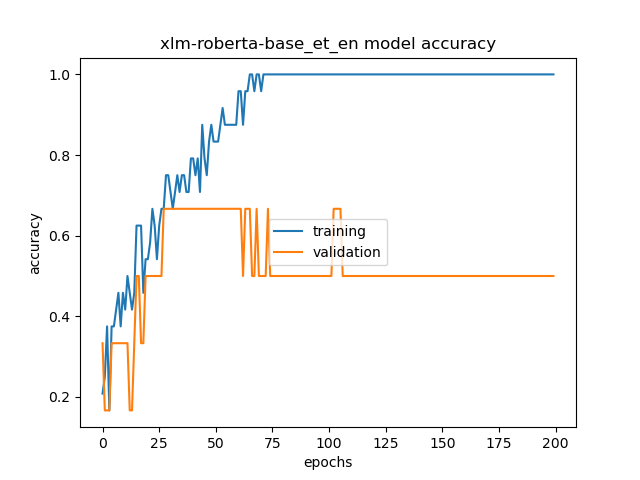 xlm-roberta-base_et_en model accuracy
accuracy
1.0
0.8
0.6
0.4
0.2
training
validation
0 25 50 75 100 125 150 175 200
epochs